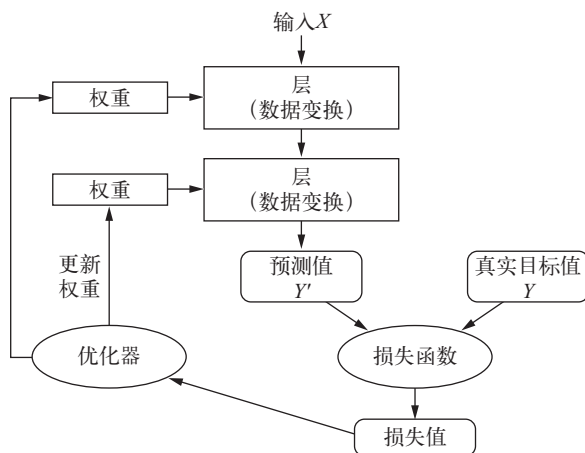 输入X
权重
层
(数据变换)
权重
层
(数据变换)
更新
权重
预测值
Y'
真实目标值
Y
优化器
损失函数
损失值